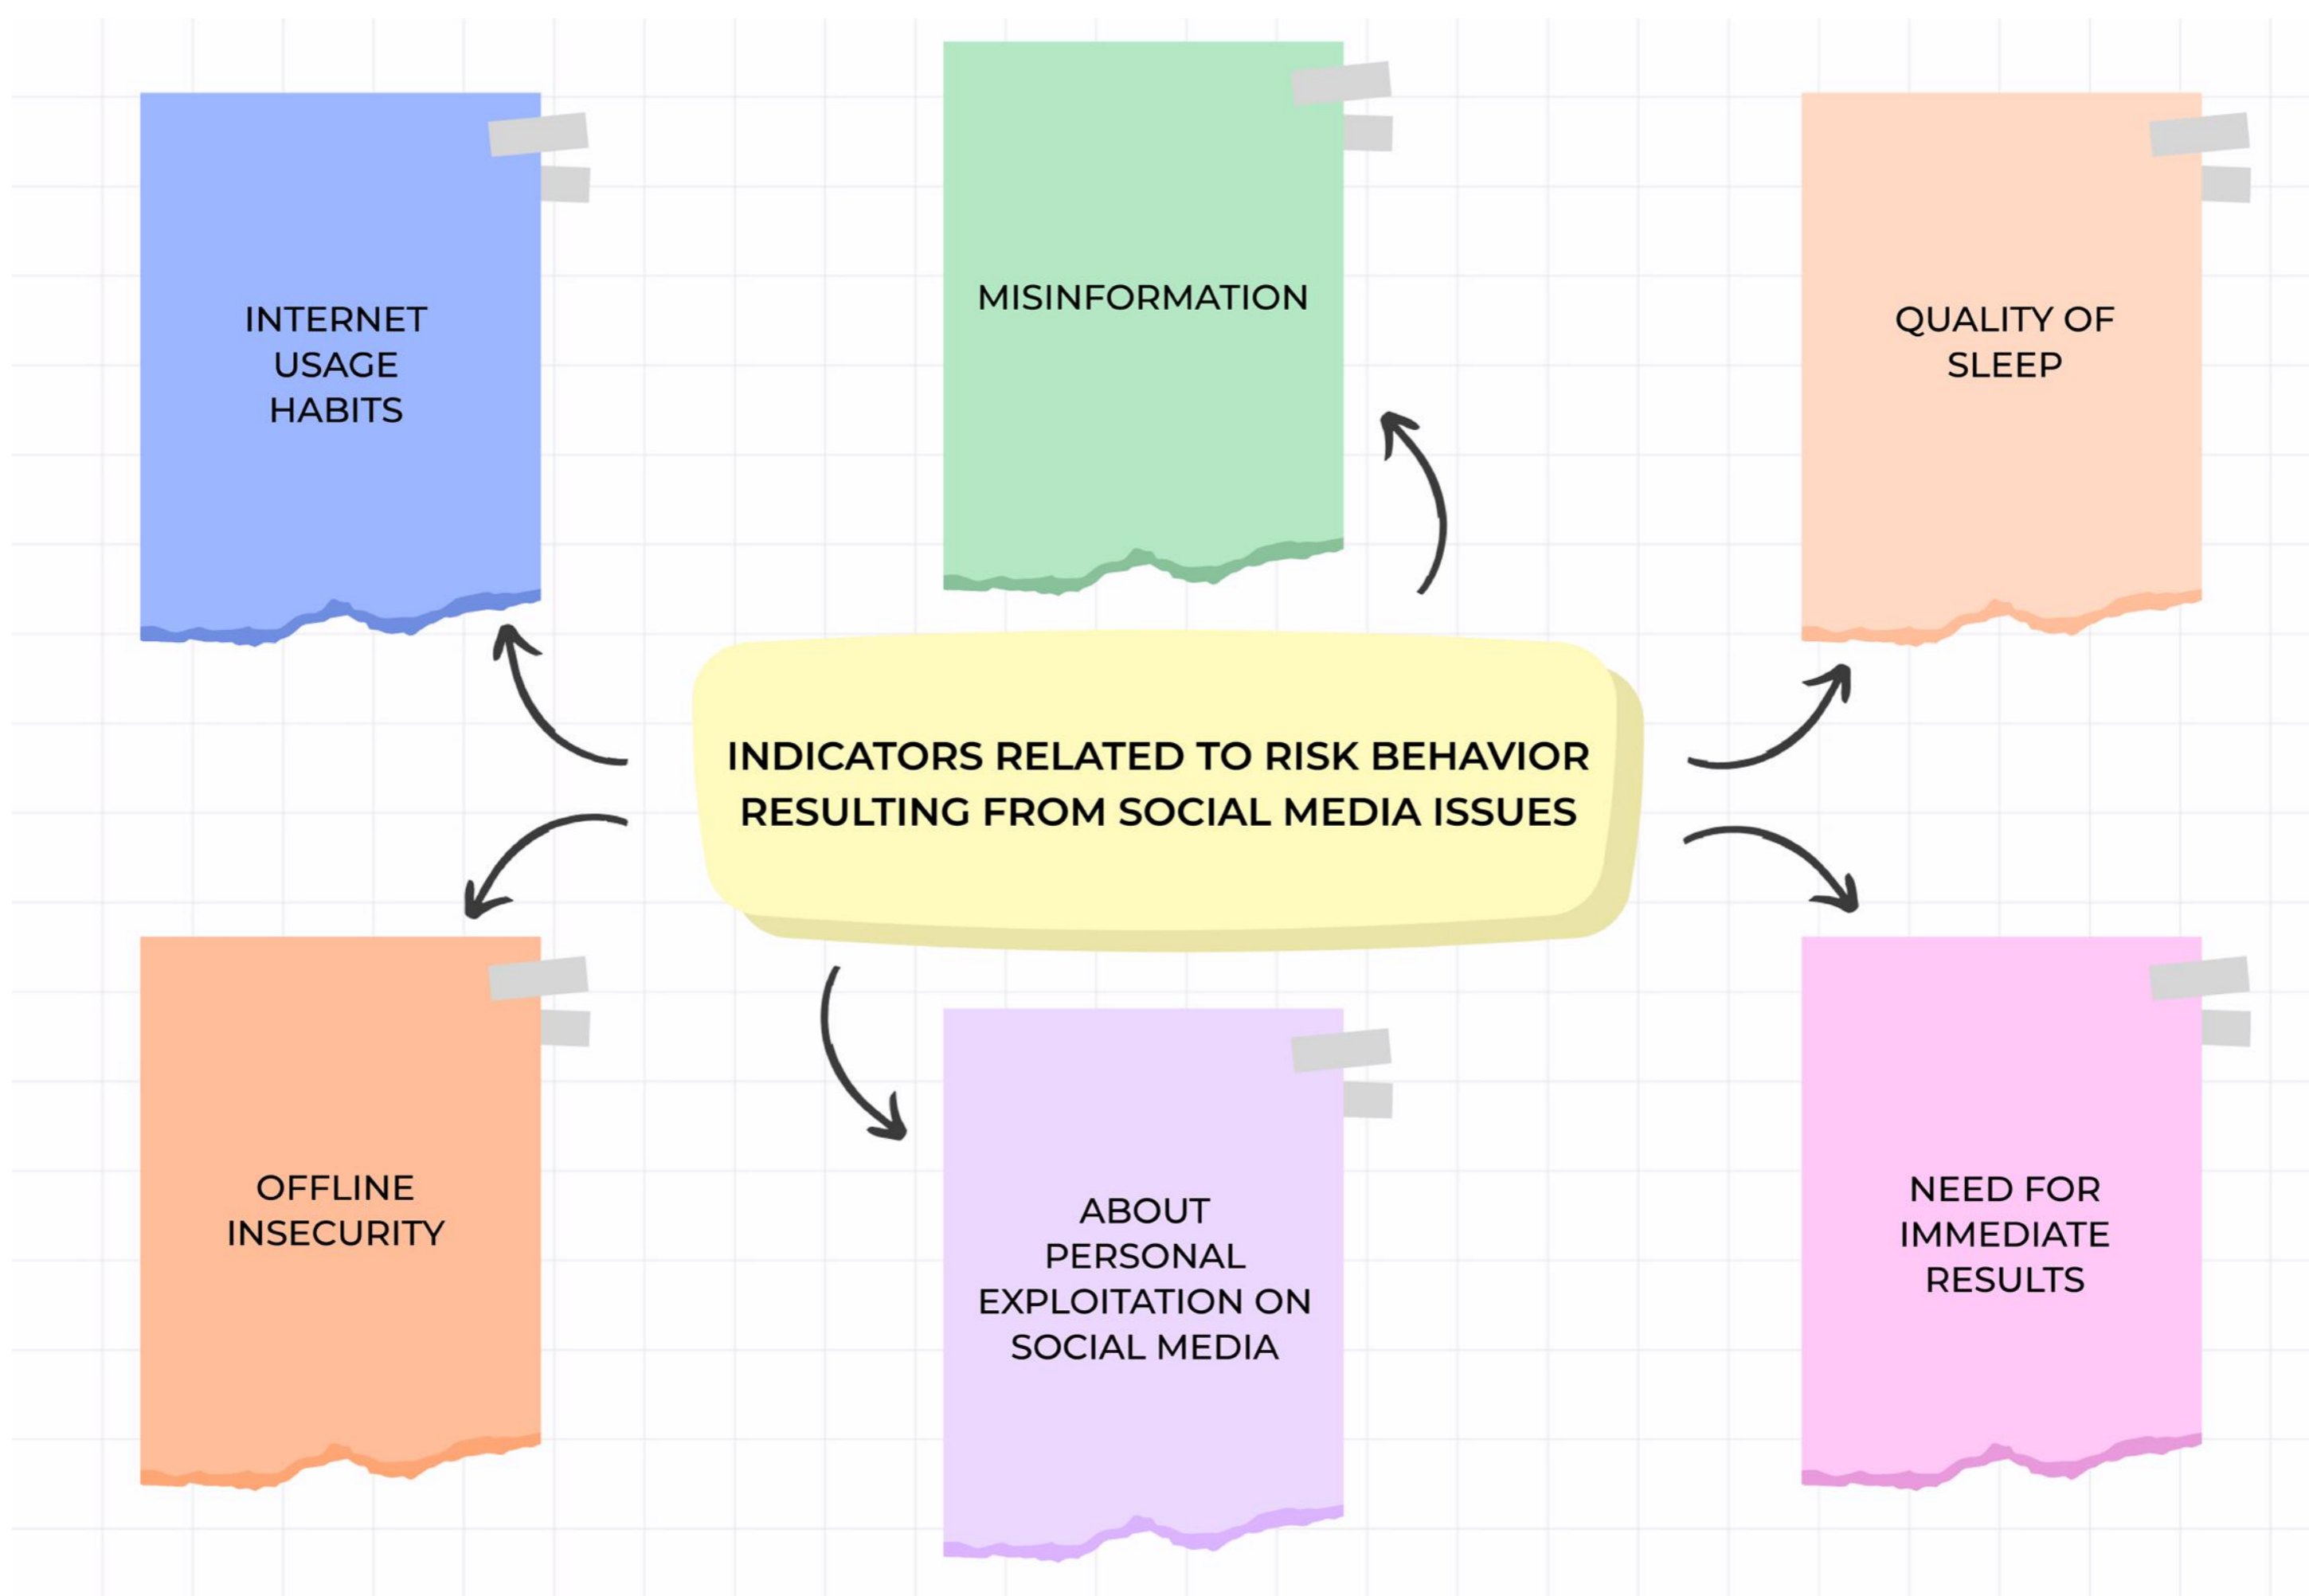 INTERNET
USAGE
HABITS
MISINFORMATION
QUALITY OF
SLEEP
INDICATORS RELATED TO RISK BEHAVIOR
RESULTING FROM SOCIAL MEDIA ISSUES
OFFLINE
INSECURITY
ABOUT
PERSONAL
EXPLOITATION ON
SOCIAL MEDIA
NEED FOR
IMMEDIATE
RESULTS